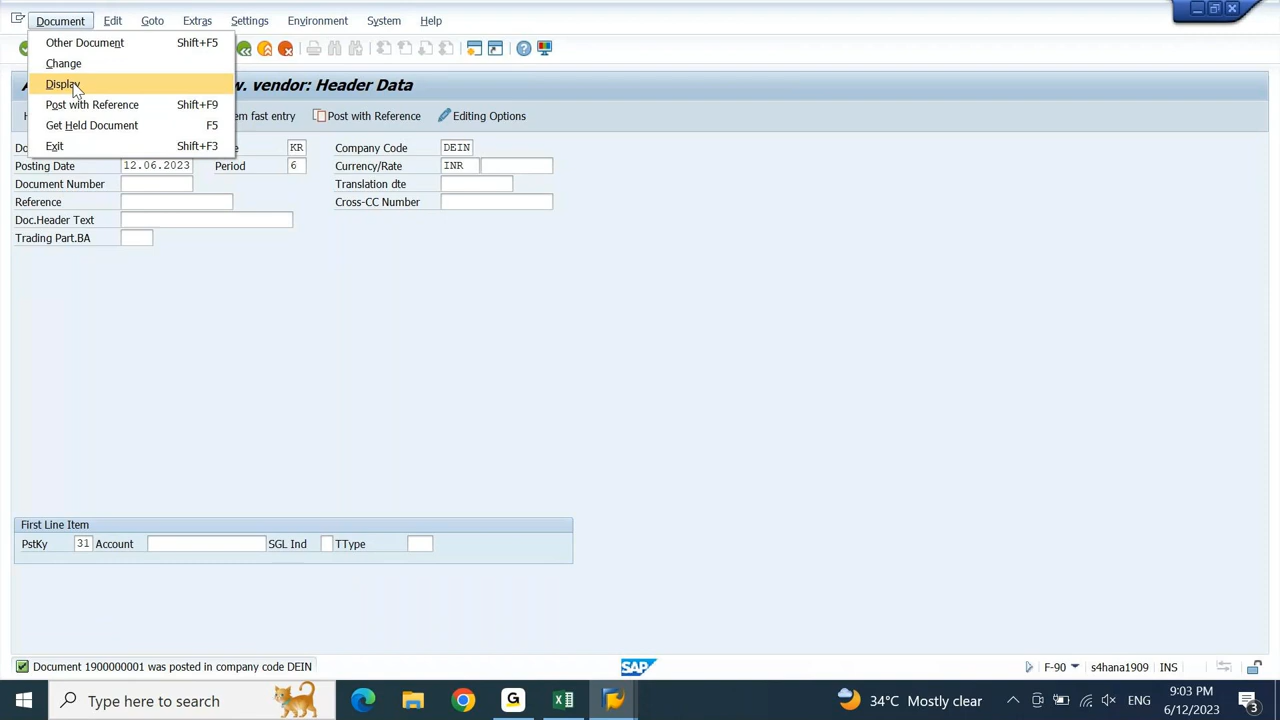 Document Edit Goto Extras Settings Environment System Help
Other Document Shift+F5
Change
Display
Post with Reference Shift+F9
Get Held Document F5
Exit Shift+F3
w. vendor: Header Data
em fast entry Post with Reference Editing Options
KR Company Code DEIN
Posting Date 12.06.2023 Period 6 Currency/Rate INR
Document Number Translation dte
Reference Cross-CC Number
Doc.Header Text
Trading Part.BA
First Line Item
PstKy 31 Account SGL Ind TType
Document 1900000001 was posted in company code DEIN SAP F-90 s4hana1909 INS
Type here to search 34°C Mostly clear ENG 9:03 PM 6/12/2023 3